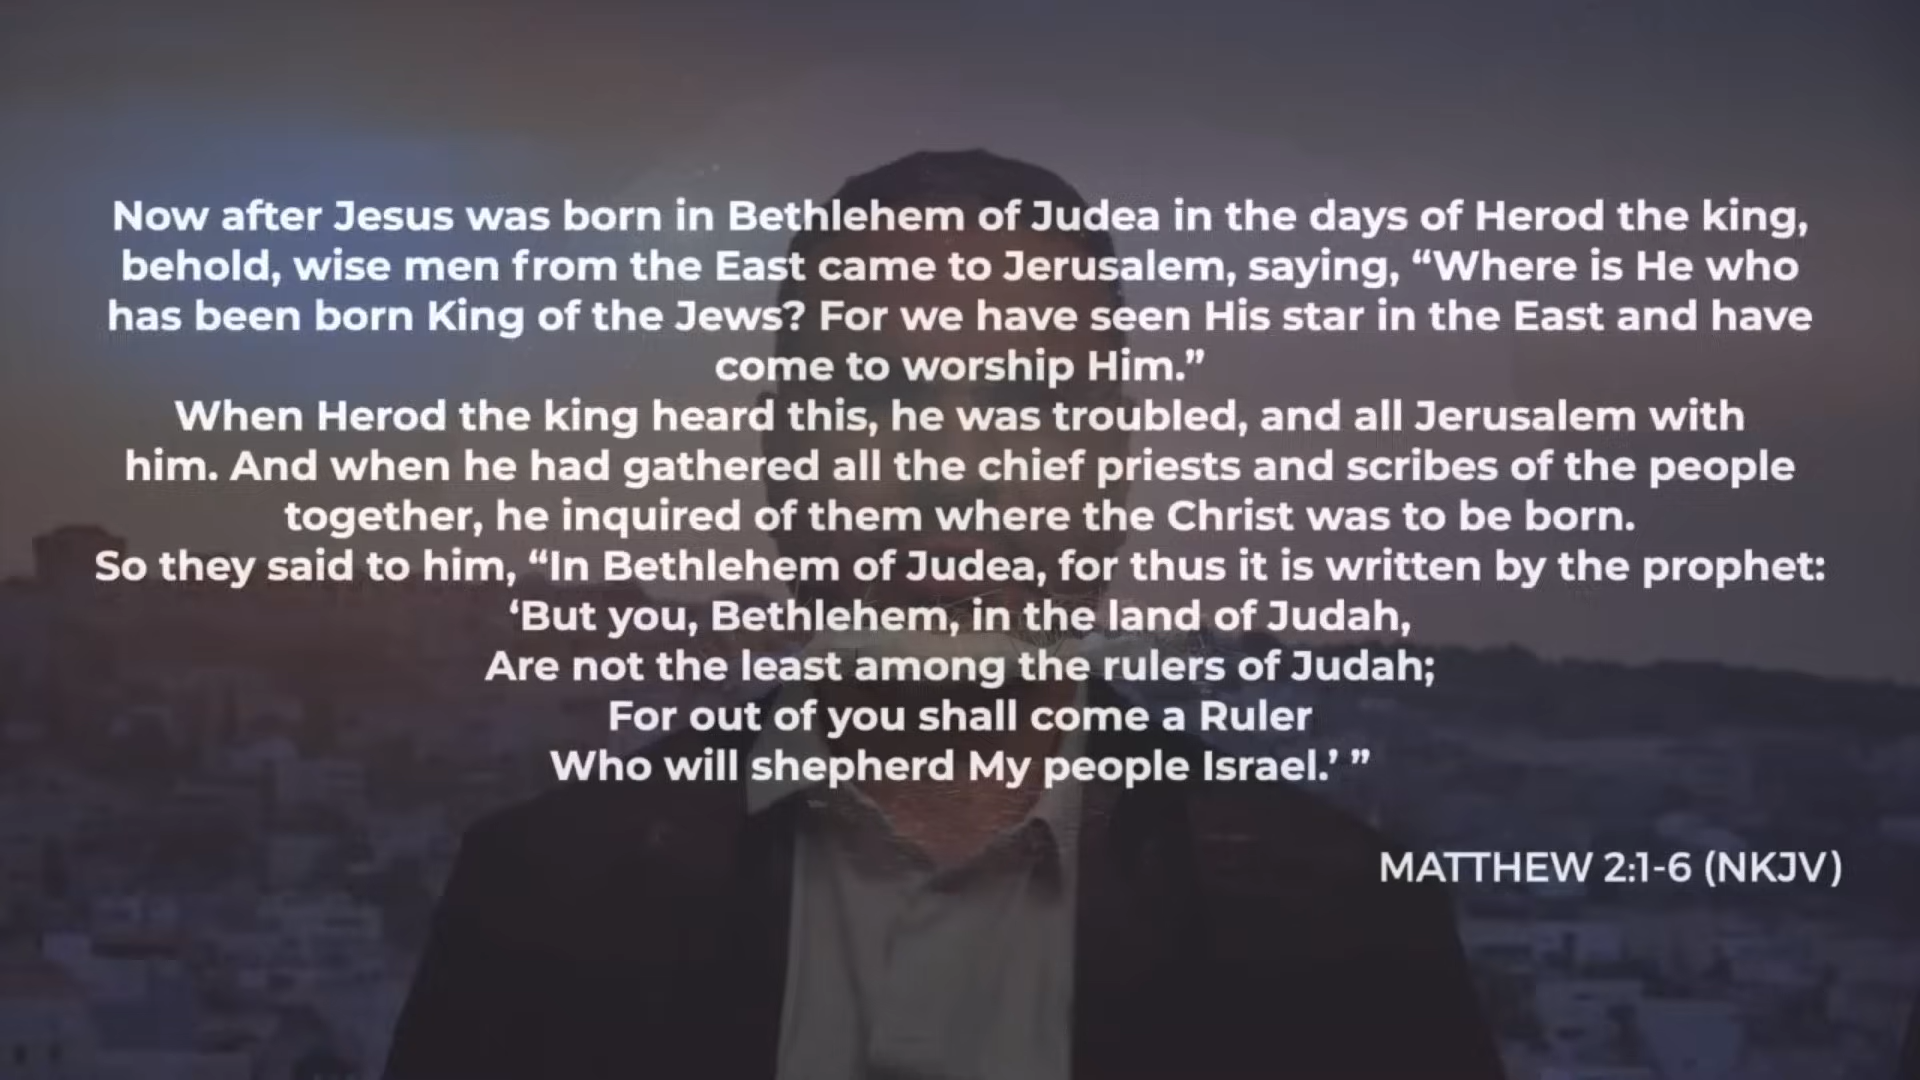 Now after Jesus was born in Bethlehem of Judea in the days of Herod the king,
behold, wise men from the East came to Jerusalem, saying, “Where is He who
has been born King of the Jews? For we have seen His star in the East and have
come to worship Him.”
When Herod the king heard this, he was troubled, and all Jerusalem with
him. And when he had gathered all the chief priests and scribes of the people
together, he inquired of them where the Christ was to be born.
So they said to him, “In Bethlehem of Judea, for thus it is written by the prophet:
‘But you, Bethlehem, in the land of Judah,
Are not the least among the rulers of Judah;
For out of you shall come a Ruler
Who will shepherd My people Israel.’ ”
MATTHEW 2:1-6 (NKJV)